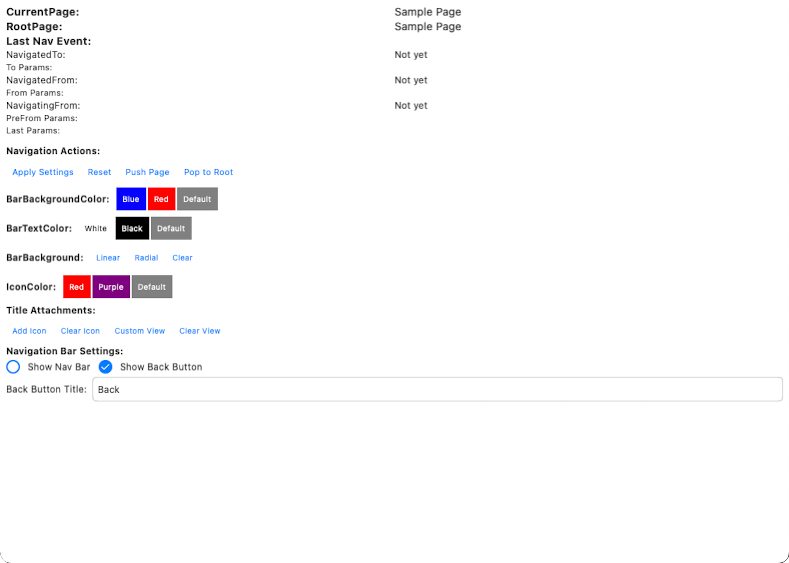 CurrentPage: Sample Page
RootPage: Sample Page
Last Nav Event:
NavigatedTo: Not yet
To Params:
NavigatedFrom: Not yet
From Params:
NavigatingFrom: Not yet
PreFrom Params:
Last Params:
Navigation Actions:
Apply Settings Reset Push Page Pop to Root
BarBackgroundColor: Blue Red Default
BarTextColor: White Black Default
BarBackground: Linear Radial Clear
IconColor: Red Purple Default
Title Attachments:
Add Icon Clear Icon Custom View Clear View
Navigation Bar Settings:
Show Nav Bar Show Back Button
Back Button Title: Back